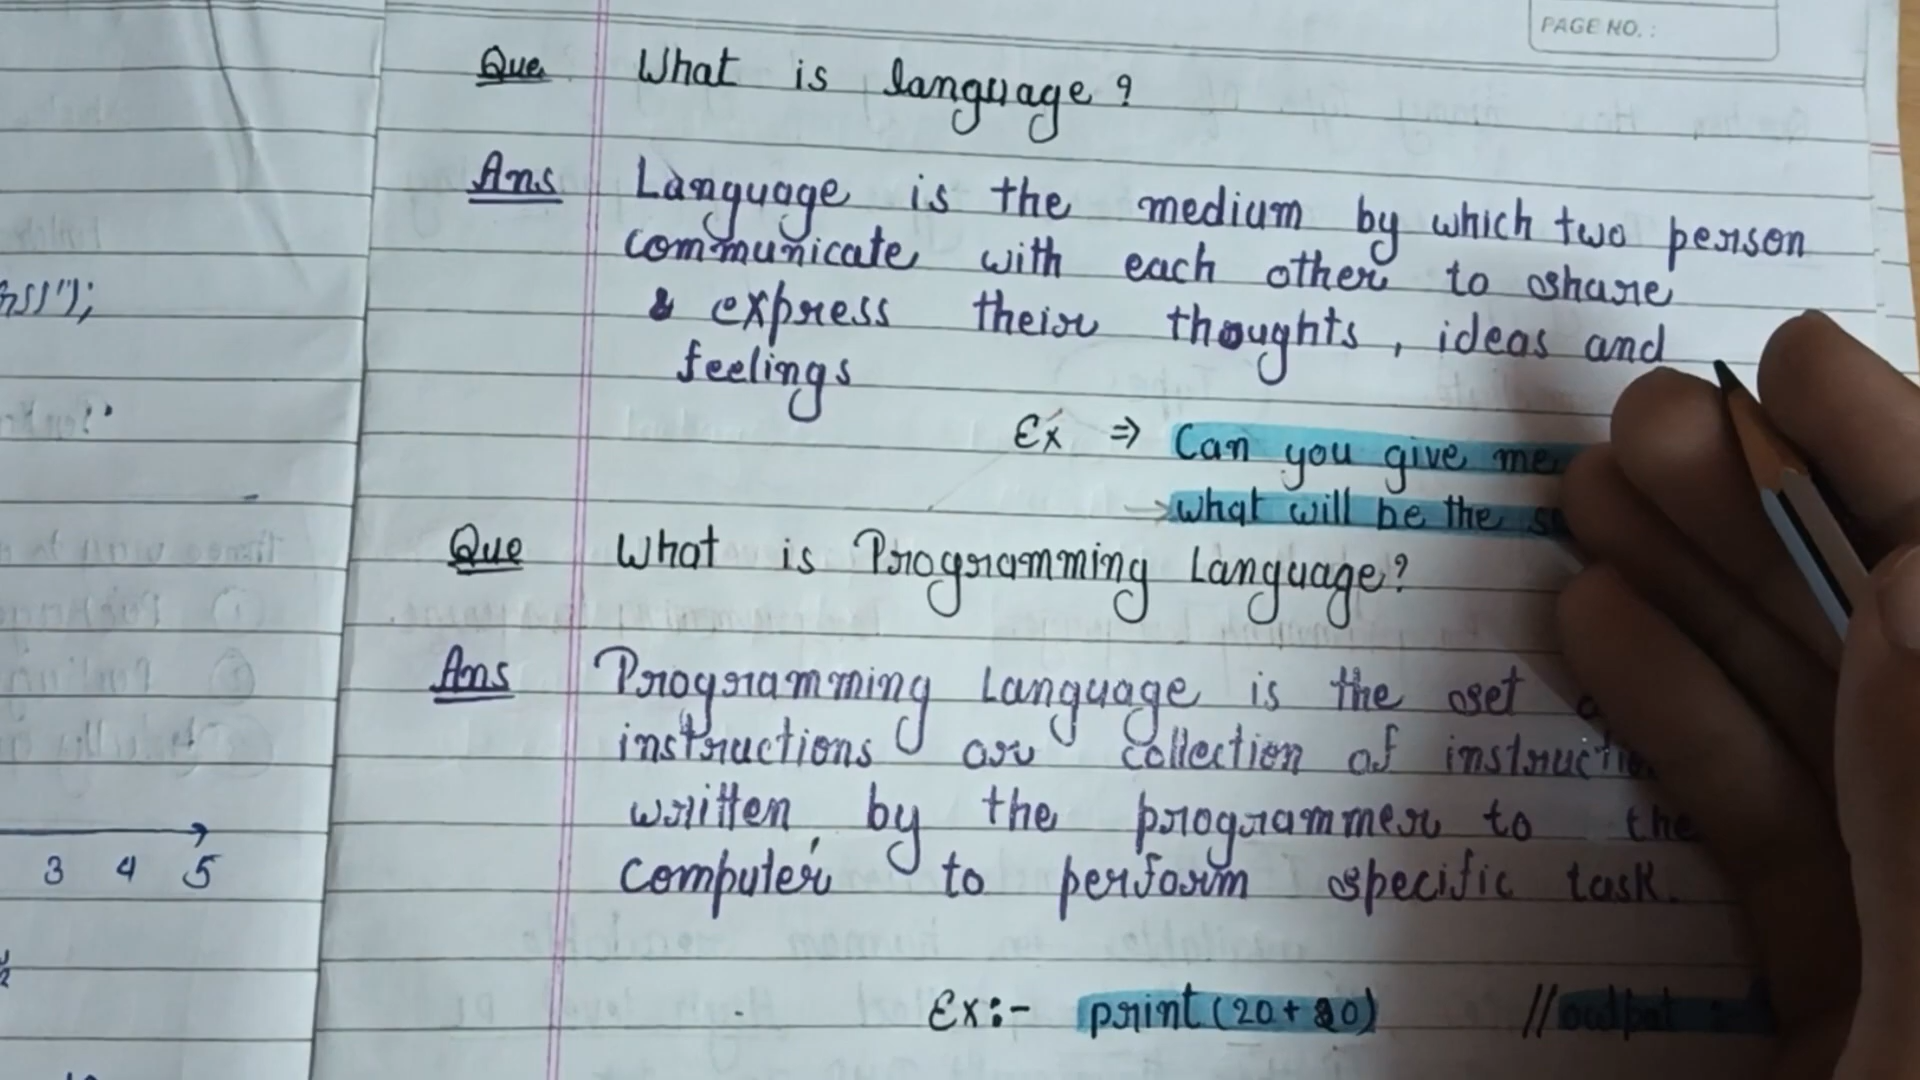 PAGE NO. :
Que What is language?
Ans Language is the medium by which two person
communicate with each other to share
& express their thoughts, ideas and
feelings
Ex ⇒ Can you give me
→ what will be the
Que What is Programming Language?
Ans Programming Language is the set
instructions or collection of
written by the programmer to the
computer to perform specific task.
Ex:- print(20+20) //output :
3 4 5